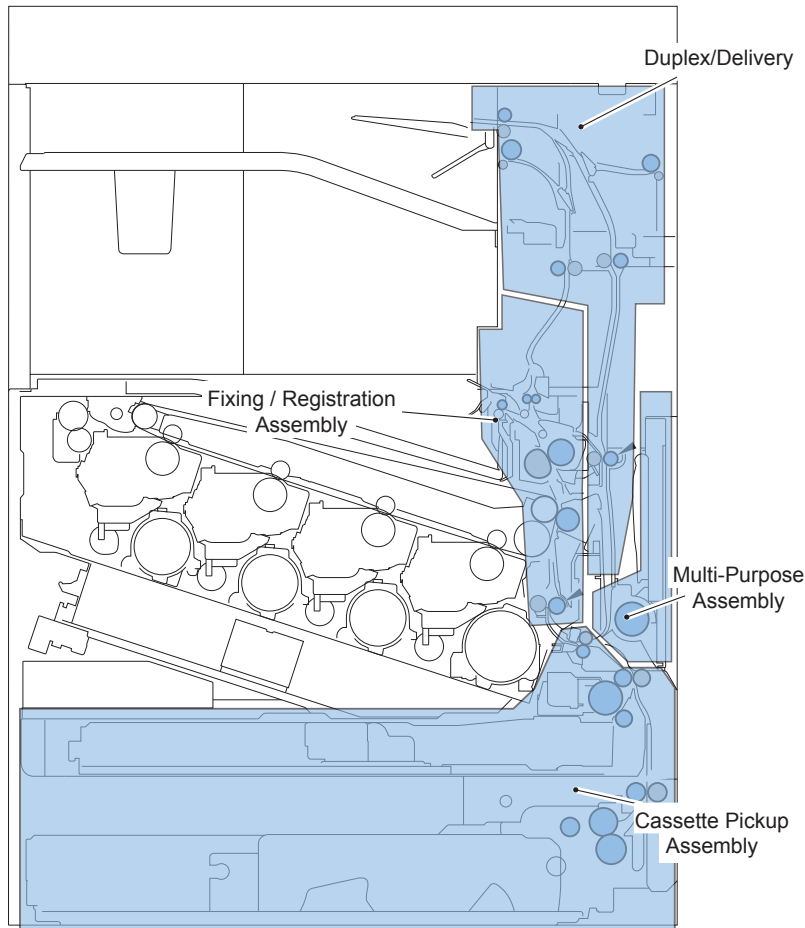 Duplex/Delivery
Fixing / Registration
Assembly
Multi-Purpose
Assembly
Cassette Pickup
Assembly